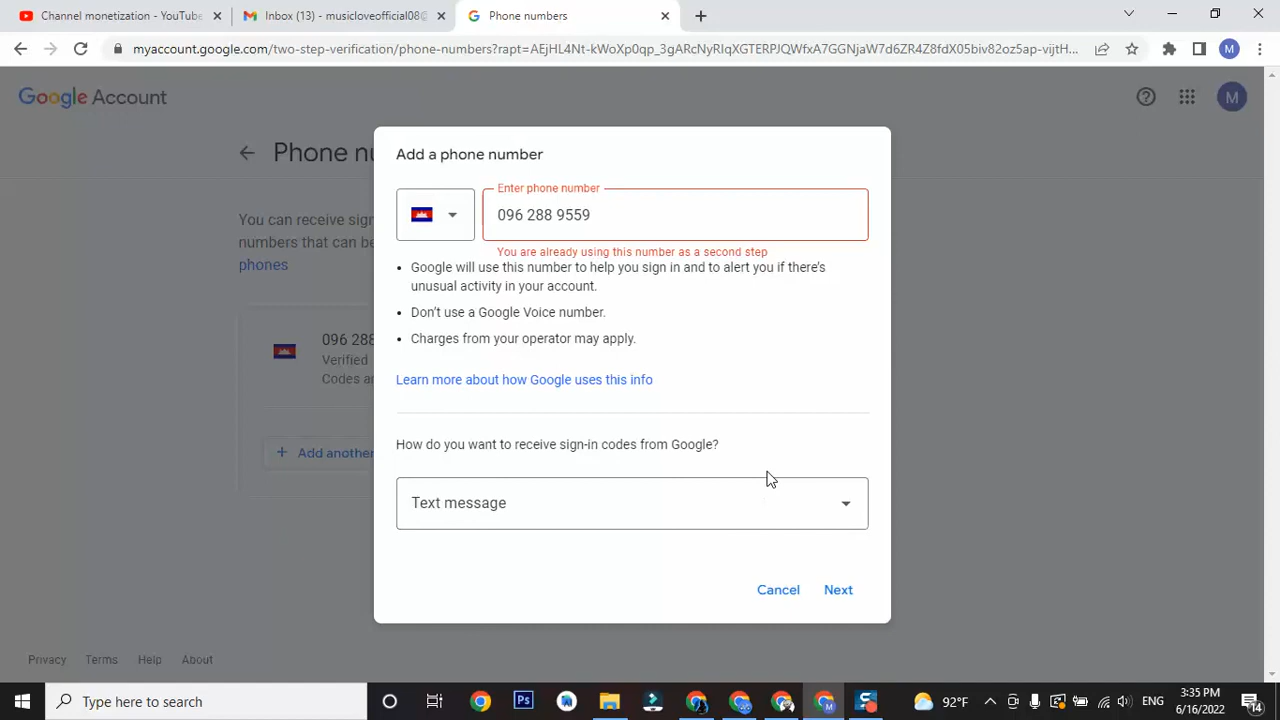 Channel monetization - YouTube
Inbox (13) - musicloveofficial08@
Phone numbers
myaccount.google.com/two-step-verification/phone-numbers?rapt=AEjHL4Nt-kWoXp0qp_3gARcNyRIqXGTERPJQWfxA7GGNjaW7d6ZR4Z8fdX05biv82oz5ap-vijtH...
M
Google Account
M
Phone nu
You can receive sign
numbers that can be
phones
096 288
Verified
Codes an
Add another
Add a phone number
Enter phone number
096 288 9559
You are already using this number as a second step
• Google will use this number to help you sign in and to alert you if there's
unusual activity in your account.
• Don't use a Google Voice number.
• Charges from your operator may apply.
Learn more about how Google uses this info
How do you want to receive sign-in codes from Google?
Text message
Cancel
Next
Privacy
Terms
Help
About
Type here to search
Ps
92°F
ENG
3:35 PM
6/16/2022
14